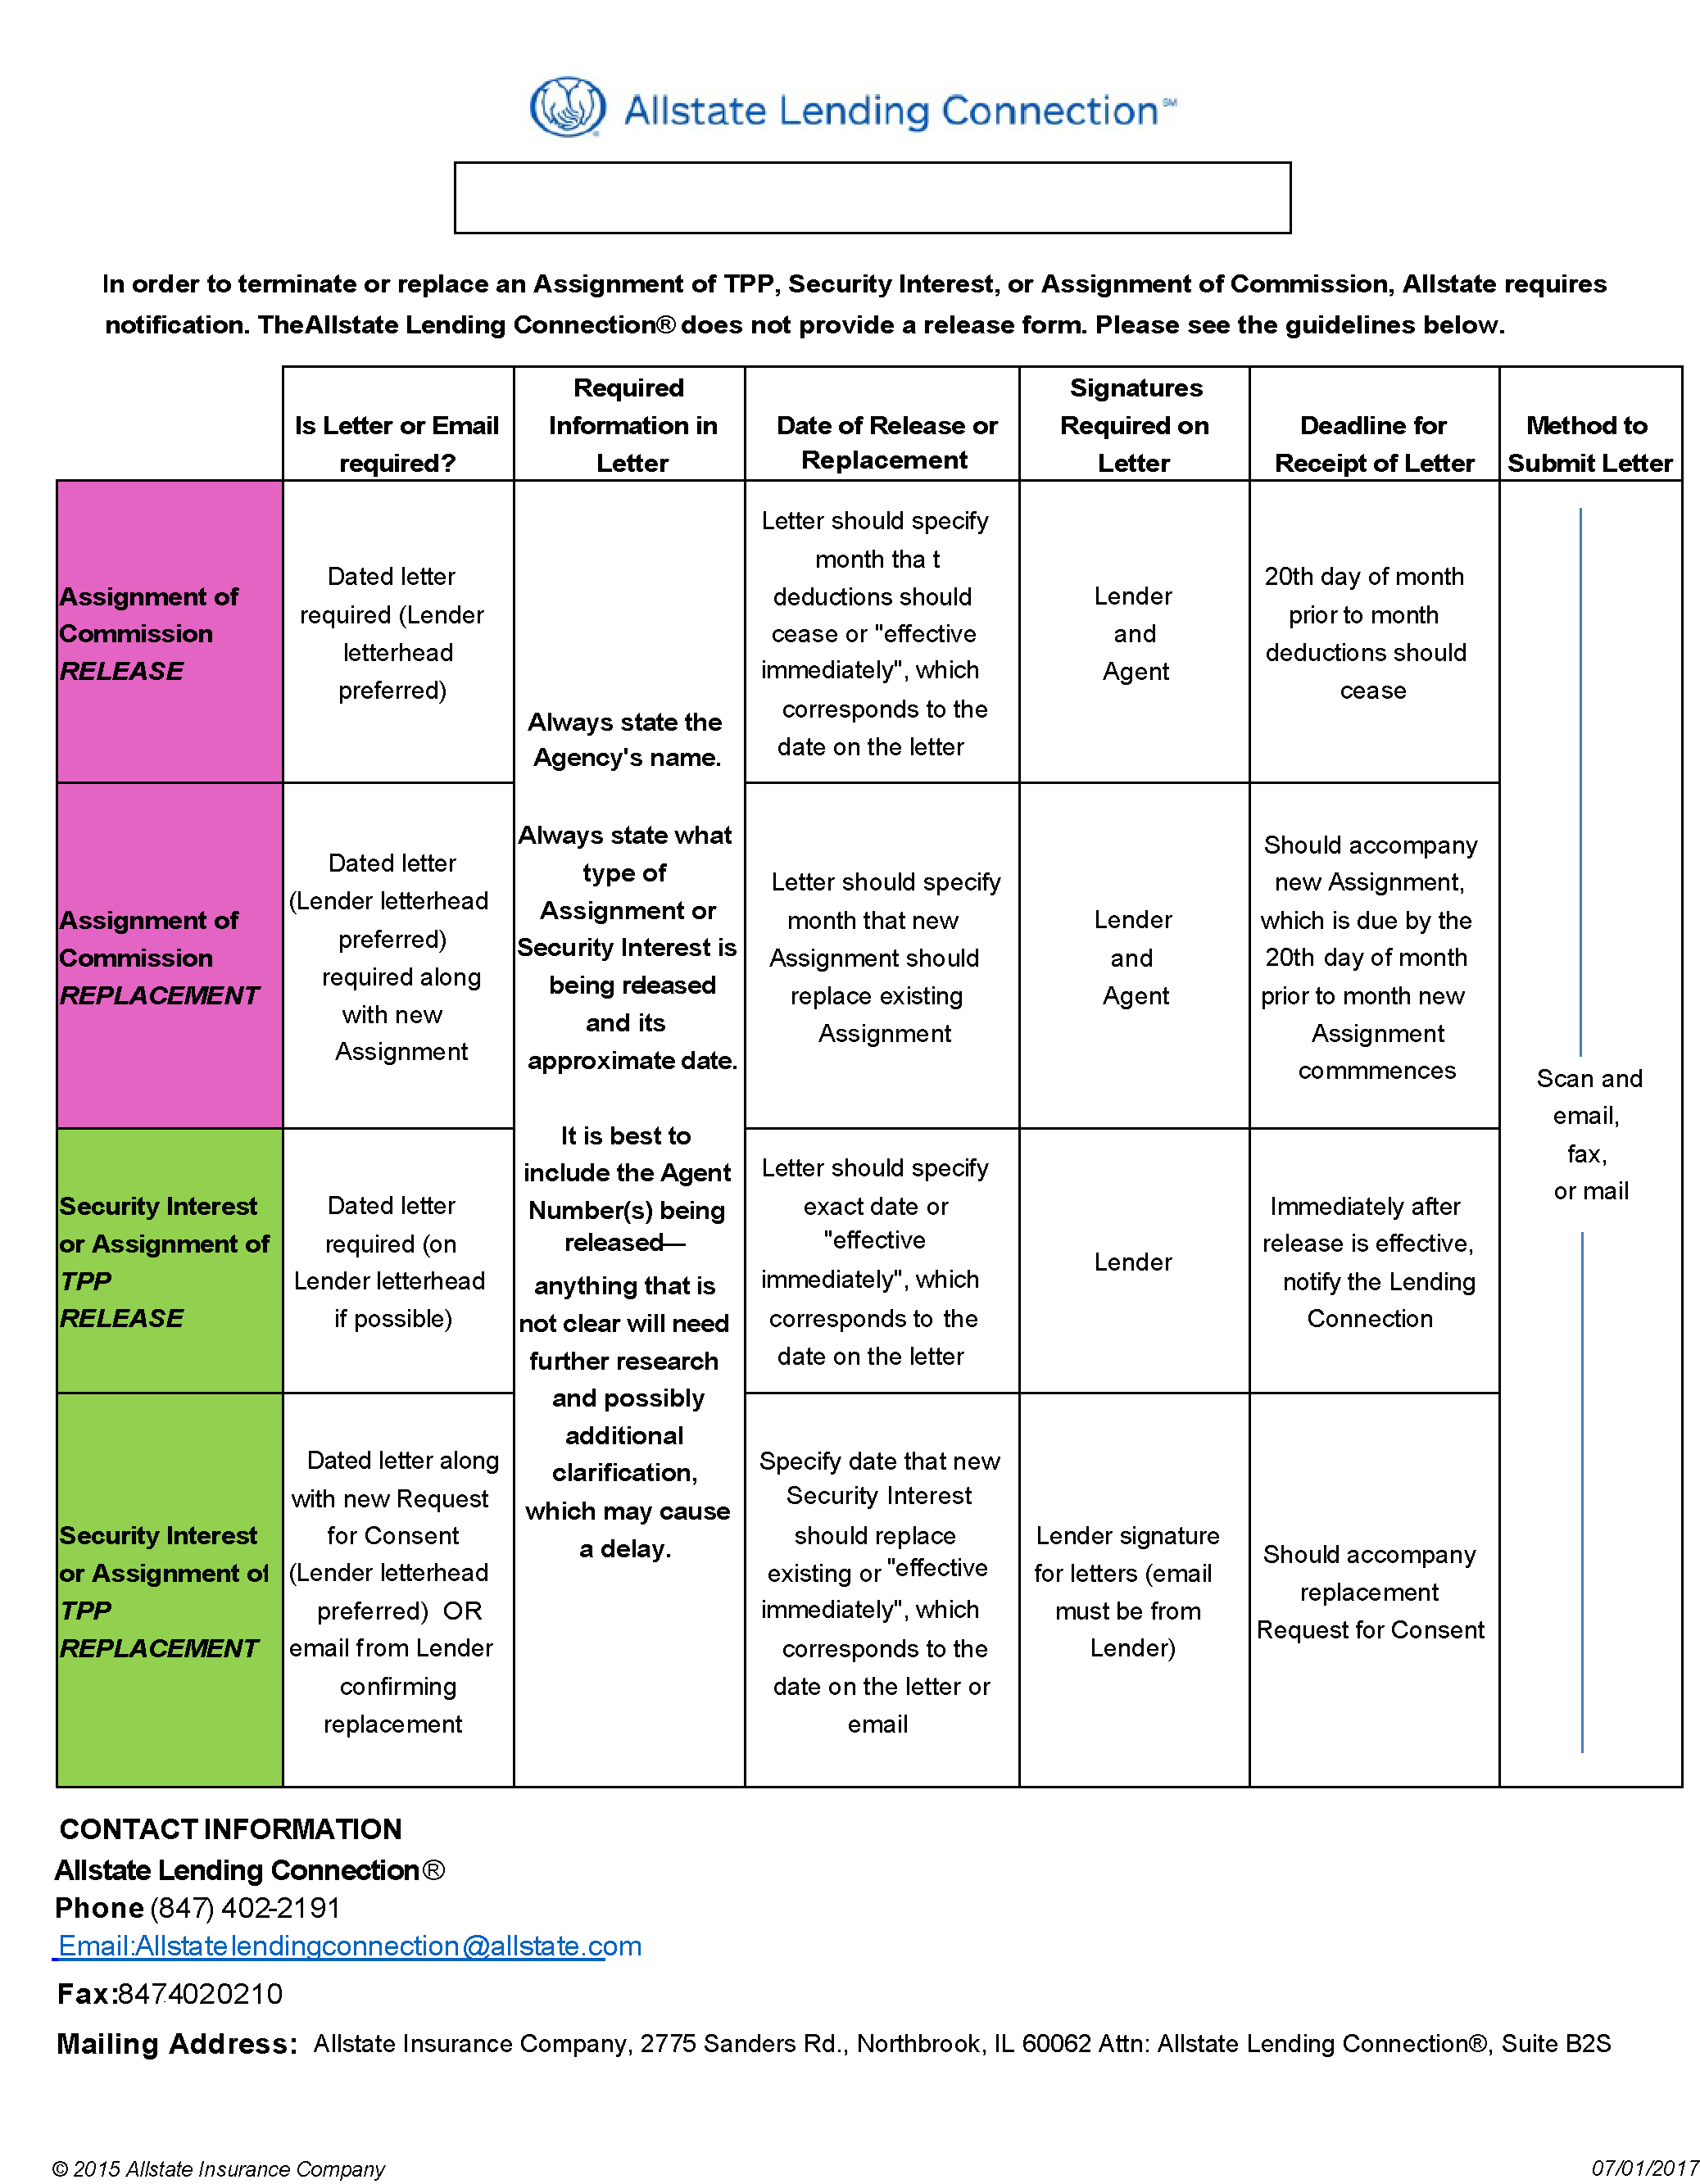 Allstate Lending Connection℠
In order to terminate or replace an Assignment of TPP, Security Interest, or Assignment of Commission, Allstate requires
notification. TheAllstate Lending Connection® does not provide a release form. Please see the guidelines below.
Is Letter or Email
required?
Required
Information in
Letter
Date of Release or
Replacement
Signatures
Required on
Letter
Deadline for
Receipt of Letter
Method to
Submit Letter
Assignment of
Commission
RELEASE
Dated letter
required (Lender
letterhead
preferred)
Always state the
Agency's name.
Always state what
type of
Assignment or
Security Interest is
being released
and its
approximate date.
It is best to
include the Agent
Number(s) being
released—
anything that is
not clear will need
further research
and possibly
additional
clarification,
which may cause
a delay.
Letter should specify
month tha t
deductions should
cease or "effective
immediately", which
corresponds to the
date on the letter
Lender
and
Agent
20th day of month
prior to month
deductions should
cease
Scan and
email,
fax,
or mail
Assignment of
Commission
REPLACEMENT
Dated letter
(Lender letterhead
preferred)
required along
with new
Assignment
Letter should specify
month that new
Assignment should
replace existing
Assignment
Lender
and
Agent
Should accompany
new Assignment,
which is due by the
20th day of month
prior to month new
Assignment
commmences
Security Interest
or Assignment of
TPP
RELEASE
Dated letter
required (on
Lender letterhead
if possible)
Letter should specify
exact date or
"effective
immediately", which
corresponds to the
date on the letter
Lender
Immediately after
release is effective,
notify the Lending
Connection
Security Interest
or Assignment of
TPP
REPLACEMENT
Dated letter along
with new Request
for Consent
(Lender letterhead
preferred) OR
email from Lender
confirming
replacement
Specify date that new
Security Interest
should replace
existing or "effective
immediately", which
corresponds to the
date on the letter or
email
Lender signature
for letters (email
must be from
Lender)
Should accompany
replacement
Request for Consent
CONTACT INFORMATION
Allstate Lending Connection®
Phone (847) 402-2191
Email:Allstatelendingconnection@allstate.com
Fax:8474020210
Mailing Address: Allstate Insurance Company, 2775 Sanders Rd., Northbrook, IL 60062 Attn: Allstate Lending Connection®, Suite B2S
© 2015 Allstate Insurance Company
07/01/2017